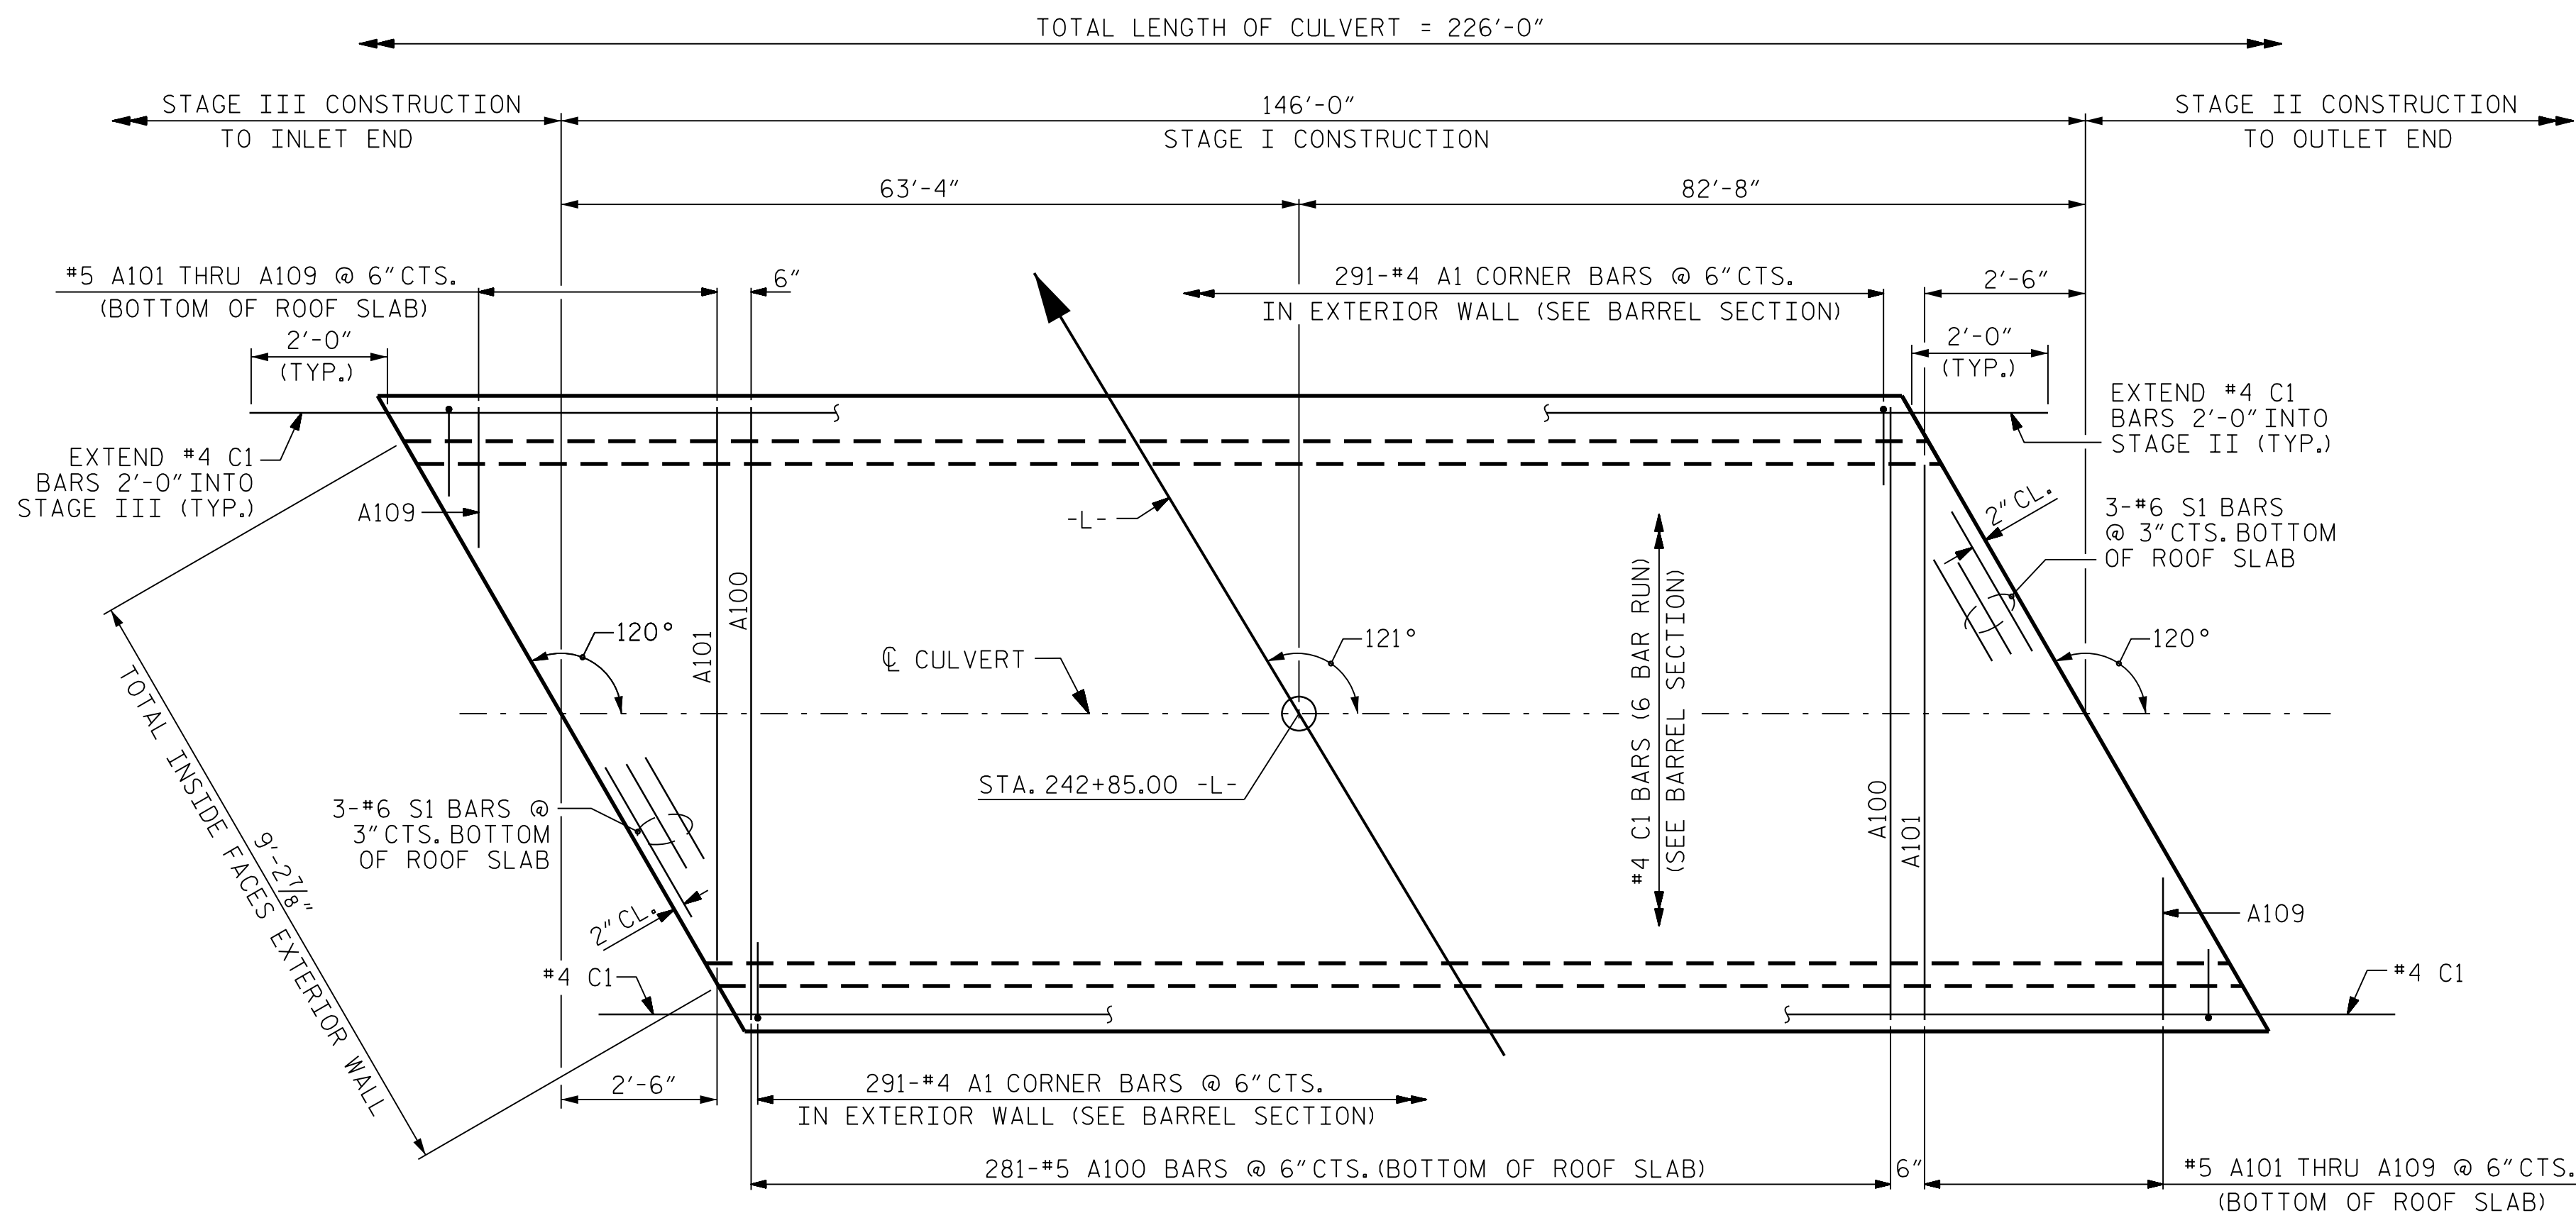 TOTAL LENGTH OF CULVERT = 226'-0"
STAGE III CONSTRUCTION
TO INLET END
146'-0"
STAGE I CONSTRUCTION
STAGE II CONSTRUCTION
TO OUTLET END
63'-4"
82'-8"
#5 A101 THRU A109 @ 6" CTS.
(BOTTOM OF ROOF SLAB)
6"
291-#4 A1 CORNER BARS @ 6" CTS.
IN EXTERIOR WALL (SEE BARREL SECTION)
2'-6"
2'-0"
(TYP.)
2'-0"
(TYP.)
EXTEND #4 C1
BARS 2'-0" INTO
STAGE II (TYP.)
EXTEND #4 C1
BARS 2'-0" INTO
STAGE III (TYP.)
A109
-L-
2" CL.
3-#6 S1 BARS
@ 3" CTS. BOTTOM
OF ROOF SLAB
120°
A101
A100
℄ CULVERT
121°
#4 C1 BARS (6 BAR RUN)
(SEE BARREL SECTION)
120°
STA. 242+85.00 -L-
TOTAL INSIDE FACES EXTERIOR WALL
9'-2 7/8"
3-#6 S1 BARS @
3" CTS. BOTTOM
OF ROOF SLAB
2" CL.
A100
A101
A109
#4 C1
#4 C1
2'-6"
291-#4 A1 CORNER BARS @ 6" CTS.
IN EXTERIOR WALL (SEE BARREL SECTION)
281-#5 A100 BARS @ 6" CTS. (BOTTOM OF ROOF SLAB)
6"
#5 A101 THRU A109 @ 6" CTS.
(BOTTOM OF ROOF SLAB)